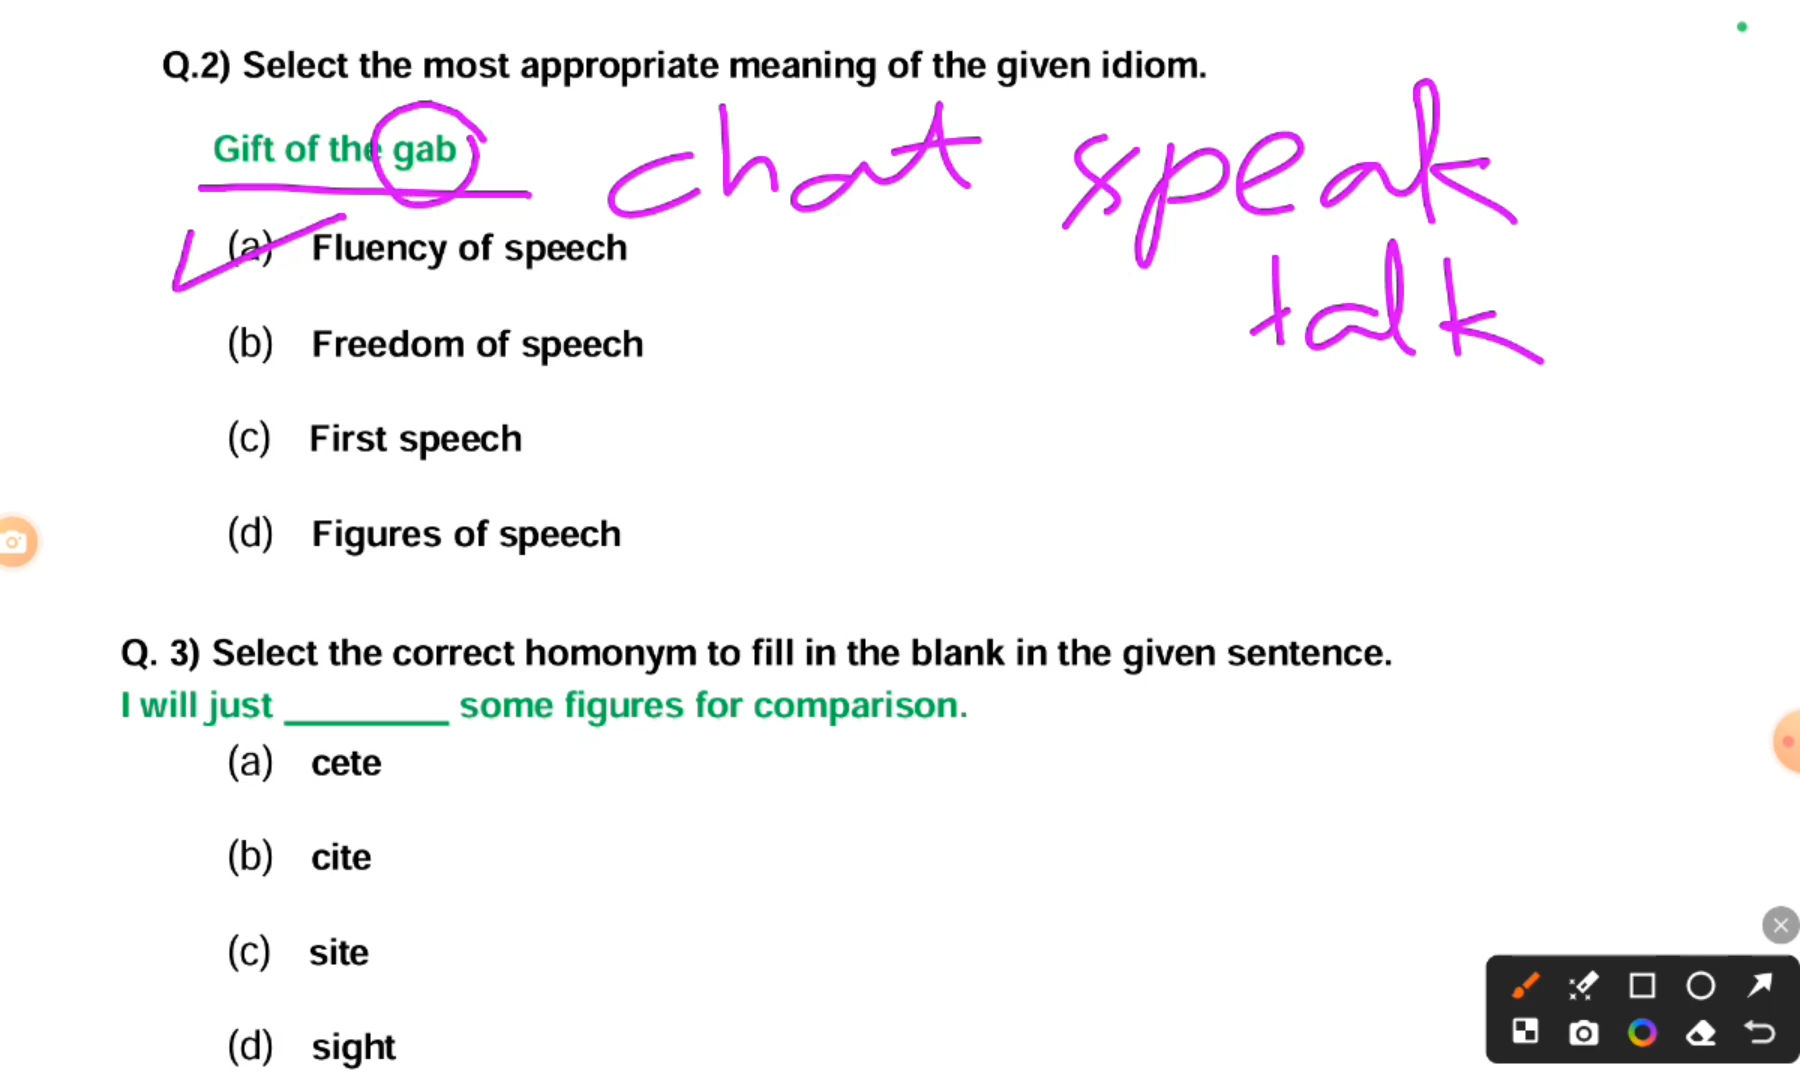 Q.2) Select the most appropriate meaning of the given idiom.
Gift of the gab
chat speak
talk
(a) Fluency of speech
(b) Freedom of speech
(c) First speech
(d) Figures of speech
Q. 3) Select the correct homonym to fill in the blank in the given sentence.
I will just ________ some figures for comparison.
(a) cete
(b) cite
(c) site
(d) sight